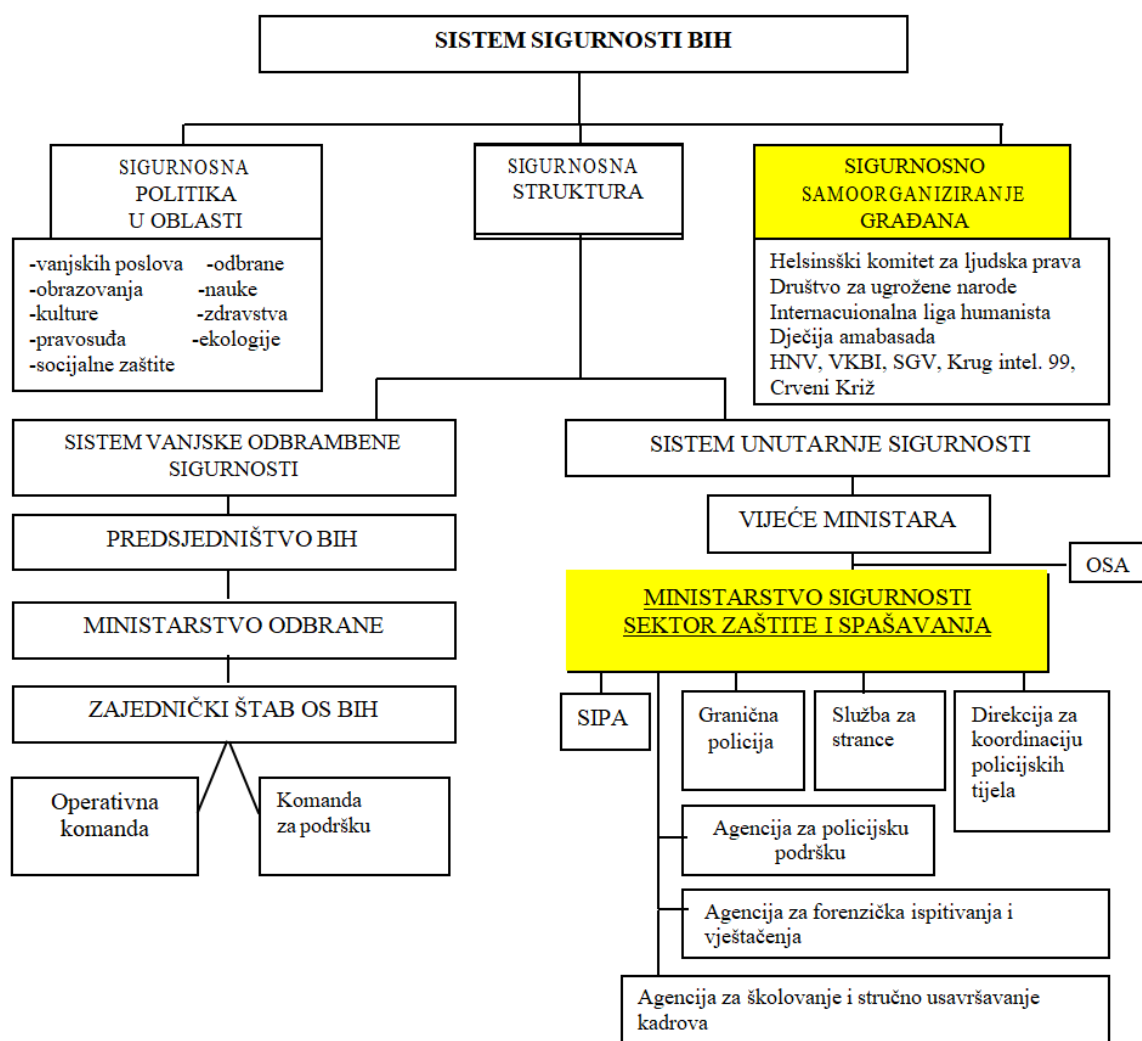 SISTEM SIGURNOSTI BIH
SIGURNOSNA
POLITIKA
U OBLASTI
-vanjskih poslova -odbrane
-obrazovanja -nauke
-kulture -zdravstva
-pravosuđa -ekologije
-socijalne zaštite
SIGURNOSNA
STRUKTURA
SIGURNOSNO
SAMOORGANIZIRANJE
GRAĐANA
Helsinsški komitet za ljudska prava
Društvo za ugrožene narode
Internacuionalna liga humanista
Dječija amabasada
HNV, VKBI, SGV, Krug intel. 99,
Crveni Križ
SISTEM VANJSKE ODBRAMBENE
SIGURNOSTI
PREDSJEDNIŠTVO BIH
MINISTARSTVO ODBRANE
ZAJEDNIČKI ŠTAB OS BIH
Operativna
komanda
Komanda
za podršku
SISTEM UNUTARNJE SIGURNOSTI
VIJEĆE MINISTARA
OSA
MINISTARSTVO SIGURNOSTI
SEKTOR ZAŠTITE I SPAŠAVANJA
SIPA
Granična
policija
Služba za
strance
Direkcija za
koordinaciju
policijskih
tijela
Agencija za policijsku
podršku
Agencija za forenzička ispitivanja i
vještačenja
Agencija za školovanje i stručno usavršavanje
kadrova